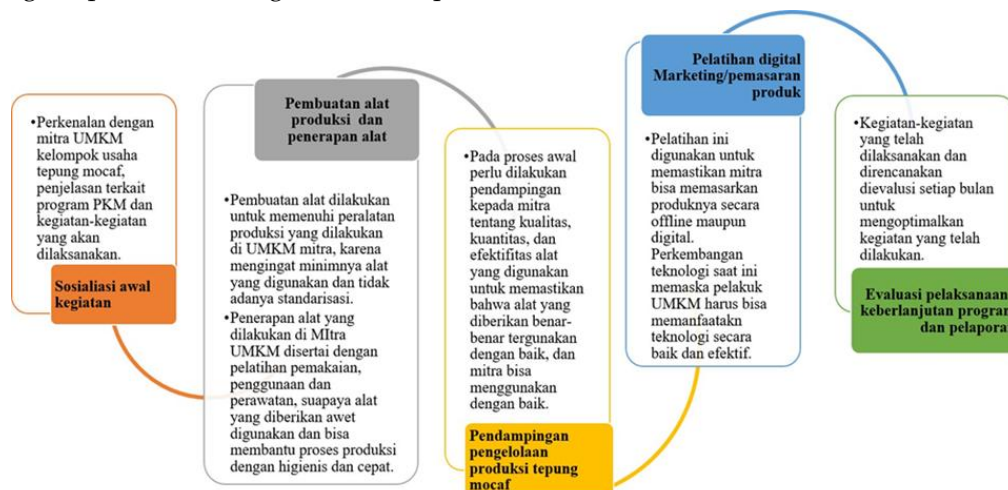 •Perkenalan dengan
mitra UMKM
kelompok usaha
tepung mocaf,
penjelasan terkait
program PKM dan
kegiatan-kegiatan
yang akan
dilaksanakan.
Sosialiasi awal
kegiatan
Pembuatan alat
produksi dan
penerapan alat
•Pembuatan alat dilakukan
untuk memenuhi peralatan
produksi yang dilakukan
di UMKM mitra, karena
mengingat minimnya alat
yang digunakan dan tidak
adanya standarisasi.
•Penerapan alat yang
dilakukan di MItra
UMKM disertai dengan
pelatihan pemakaian,
penggunaan dan
perawatan, suapaya alat
yang diberikan awet
digunakan dan bisa
membantu proses produksi
dengan higienis dan cepat.
•Pada proses awal
perlu dilakukan
pendampingan
kepada mitra
tentang kualitas,
kuantitas, dan
efektifitas alat
yang digunakan
untuk memastikan
bahwa alat yang
diberikan benar-
benar tergunakan
dengan baik, dan
mitra bisa
menggunakan
dengan baik.
Pendampingan
pengelolaan
produksi tepung
mocaf
Pelatihan digital
Marketing/pemasaran
produk
•Pelatihan ini
digunakan untuk
memastikan mitra
bisa memasarkan
produknya secara
offline maupun
digital.
Perkembangan
teknologi saat ini
memaska pelakuk
UMKM harus bisa
memanfaatakn
teknologi secara
baik dan efektif.
•Kegiatan-kegiatan
yang telah
dilaksanakan dan
direncanakan
dievalusi setiap bulan
untuk
mengoptimalkan
kegiatan yang telah
dilakukan.
Evaluasi pelaksanaan
keberlanjutan program
dan pelapora